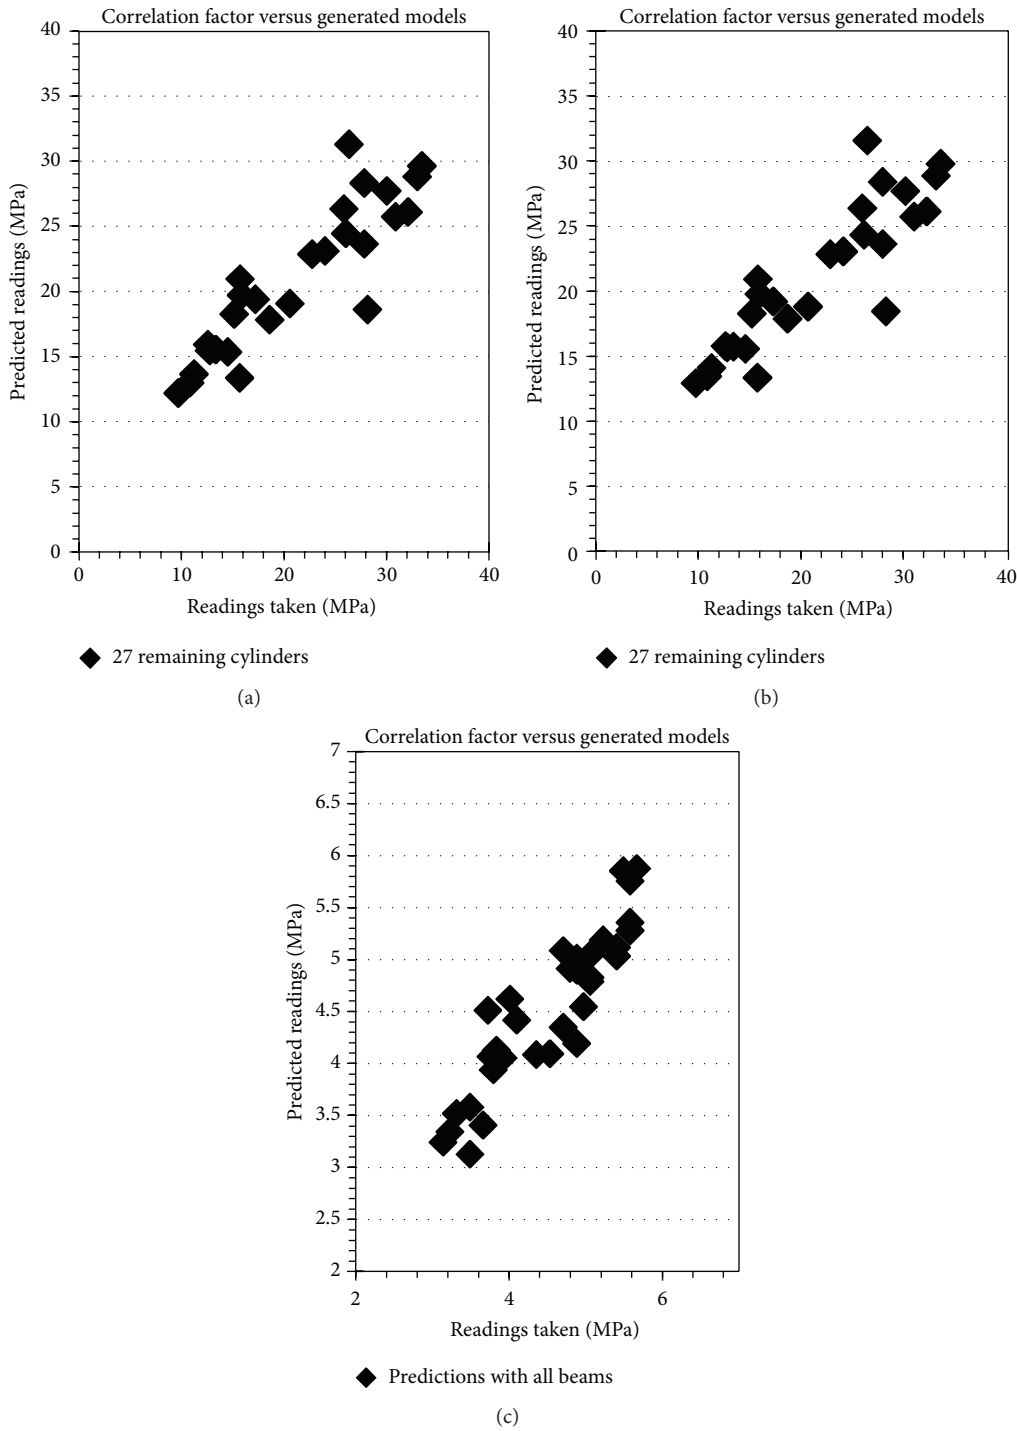 Correlation factor versus generated models
40
35
30
25
20
15
10
5
0
0 10 20 30 40
Predicted readings (MPa)
Readings taken (MPa)
27 remaining cylinders
(a)
Correlation factor versus generated models
40
35
30
25
20
15
10
5
0
0 10 20 30 40
Predicted readings (MPa)
Readings taken (MPa)
27 remaining cylinders
(b)
Correlation factor versus generated models
7
6.5
6
5.5
5
4.5
4
3.5
3
2.5
2
2 4 6
Predicted readings (MPa)
Readings taken (MPa)
Predictions with all beams
(c)